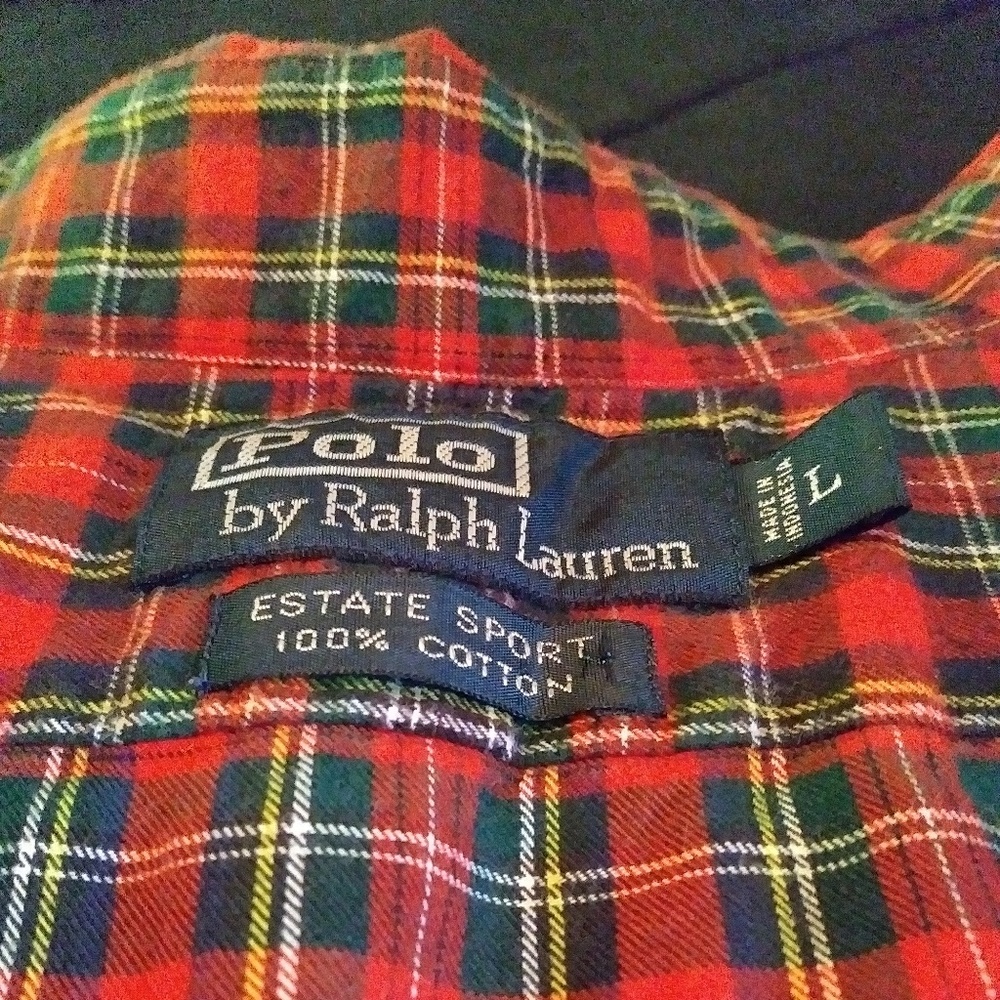 Polo
by Ralph Lauren
MADE IN
INDONESIA
L
ESTATE SPORT
100% COTTON